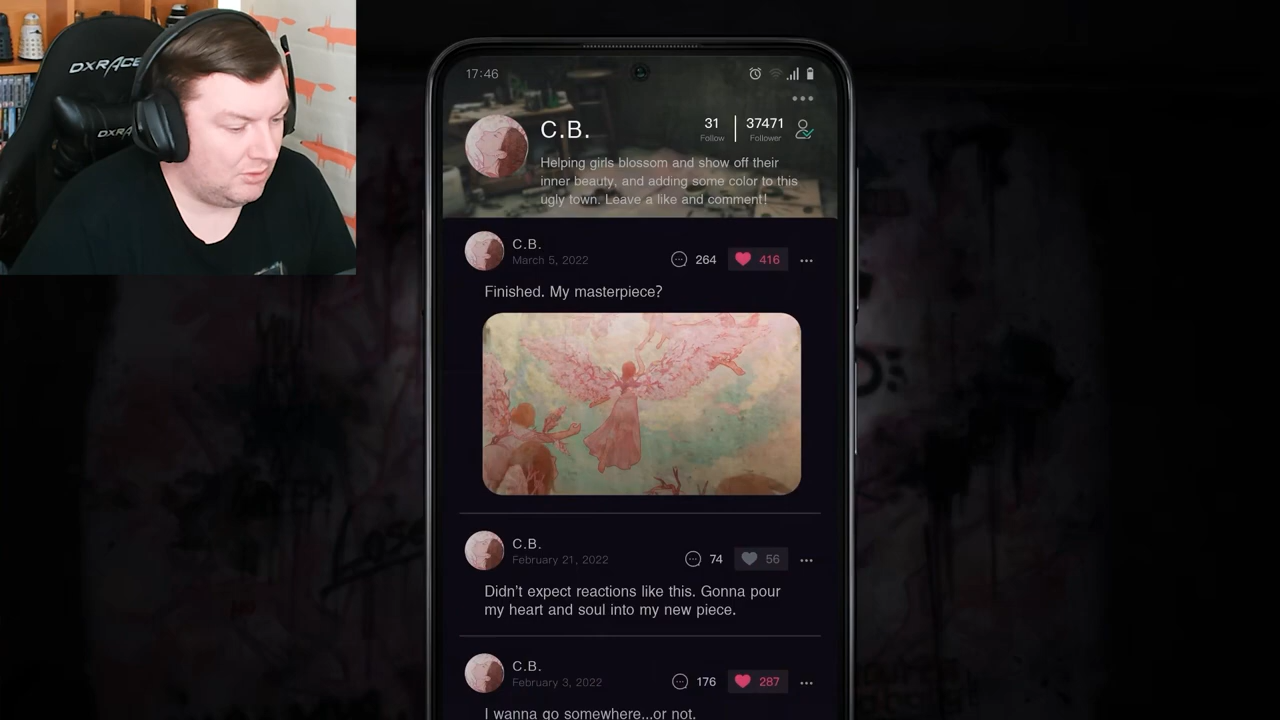 DXRACE
DXRA
17:46
C.B.
31
Follow
37471
Follower
Helping girls blossom and show off their
inner beauty, and adding some color to this
ugly town. Leave a like and comment!
C.B.
March 5, 2022
264
416
Finished. My masterpiece?
C.B.
February 21, 2022
74
56
Didn't expect reactions like this. Gonna pour
my heart and soul into my new piece.
C.B.
February 3, 2022
176
287
I wanna go somewhere...or not.